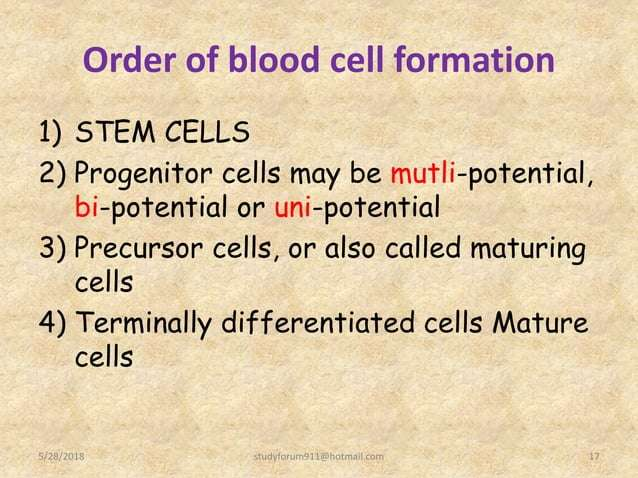 Order of blood cell formation
1) STEM CELLS
2) Progenitor cells may be mutli-potential,
bi-potential or uni-potential
3) Precursor cells, or also called maturing
cells
4) Terminally differentiated cells Mature
cells
5/28/2018 studyforum911@hotmail.com 17